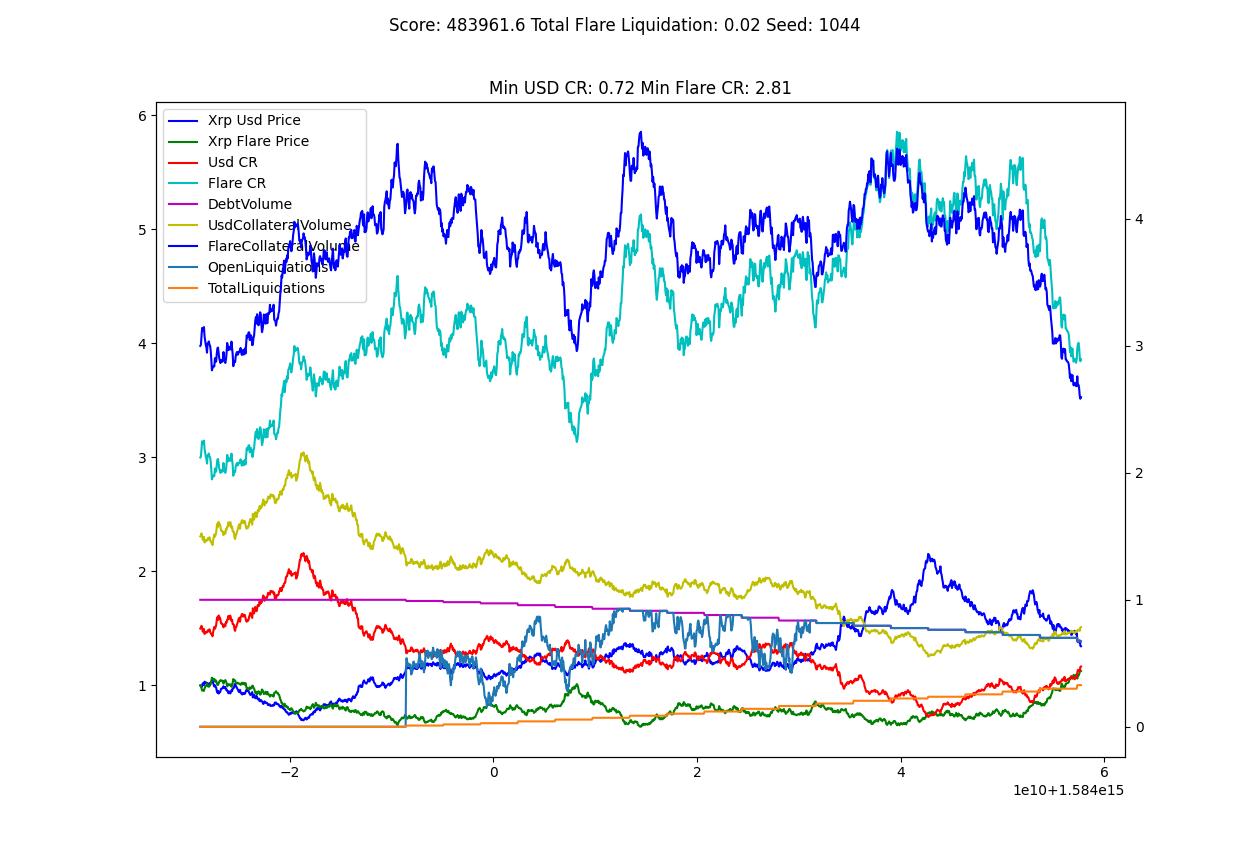 Score: 483961.6 Total Flare Liquidation: 0.02 Seed: 1044
Min USD CR: 0.72 Min Flare CR: 2.81
Xrp Usd Price
Xrp Flare Price
Usd CR
Flare CR
DebtVolume
UsdCollateralVolume
FlareCollateralVolume
OpenLiquidations
TotalLiquidations
6
5
4
3
2
1
4
3
2
1
0
−2
0
2
4
6
1e10+1.584e15